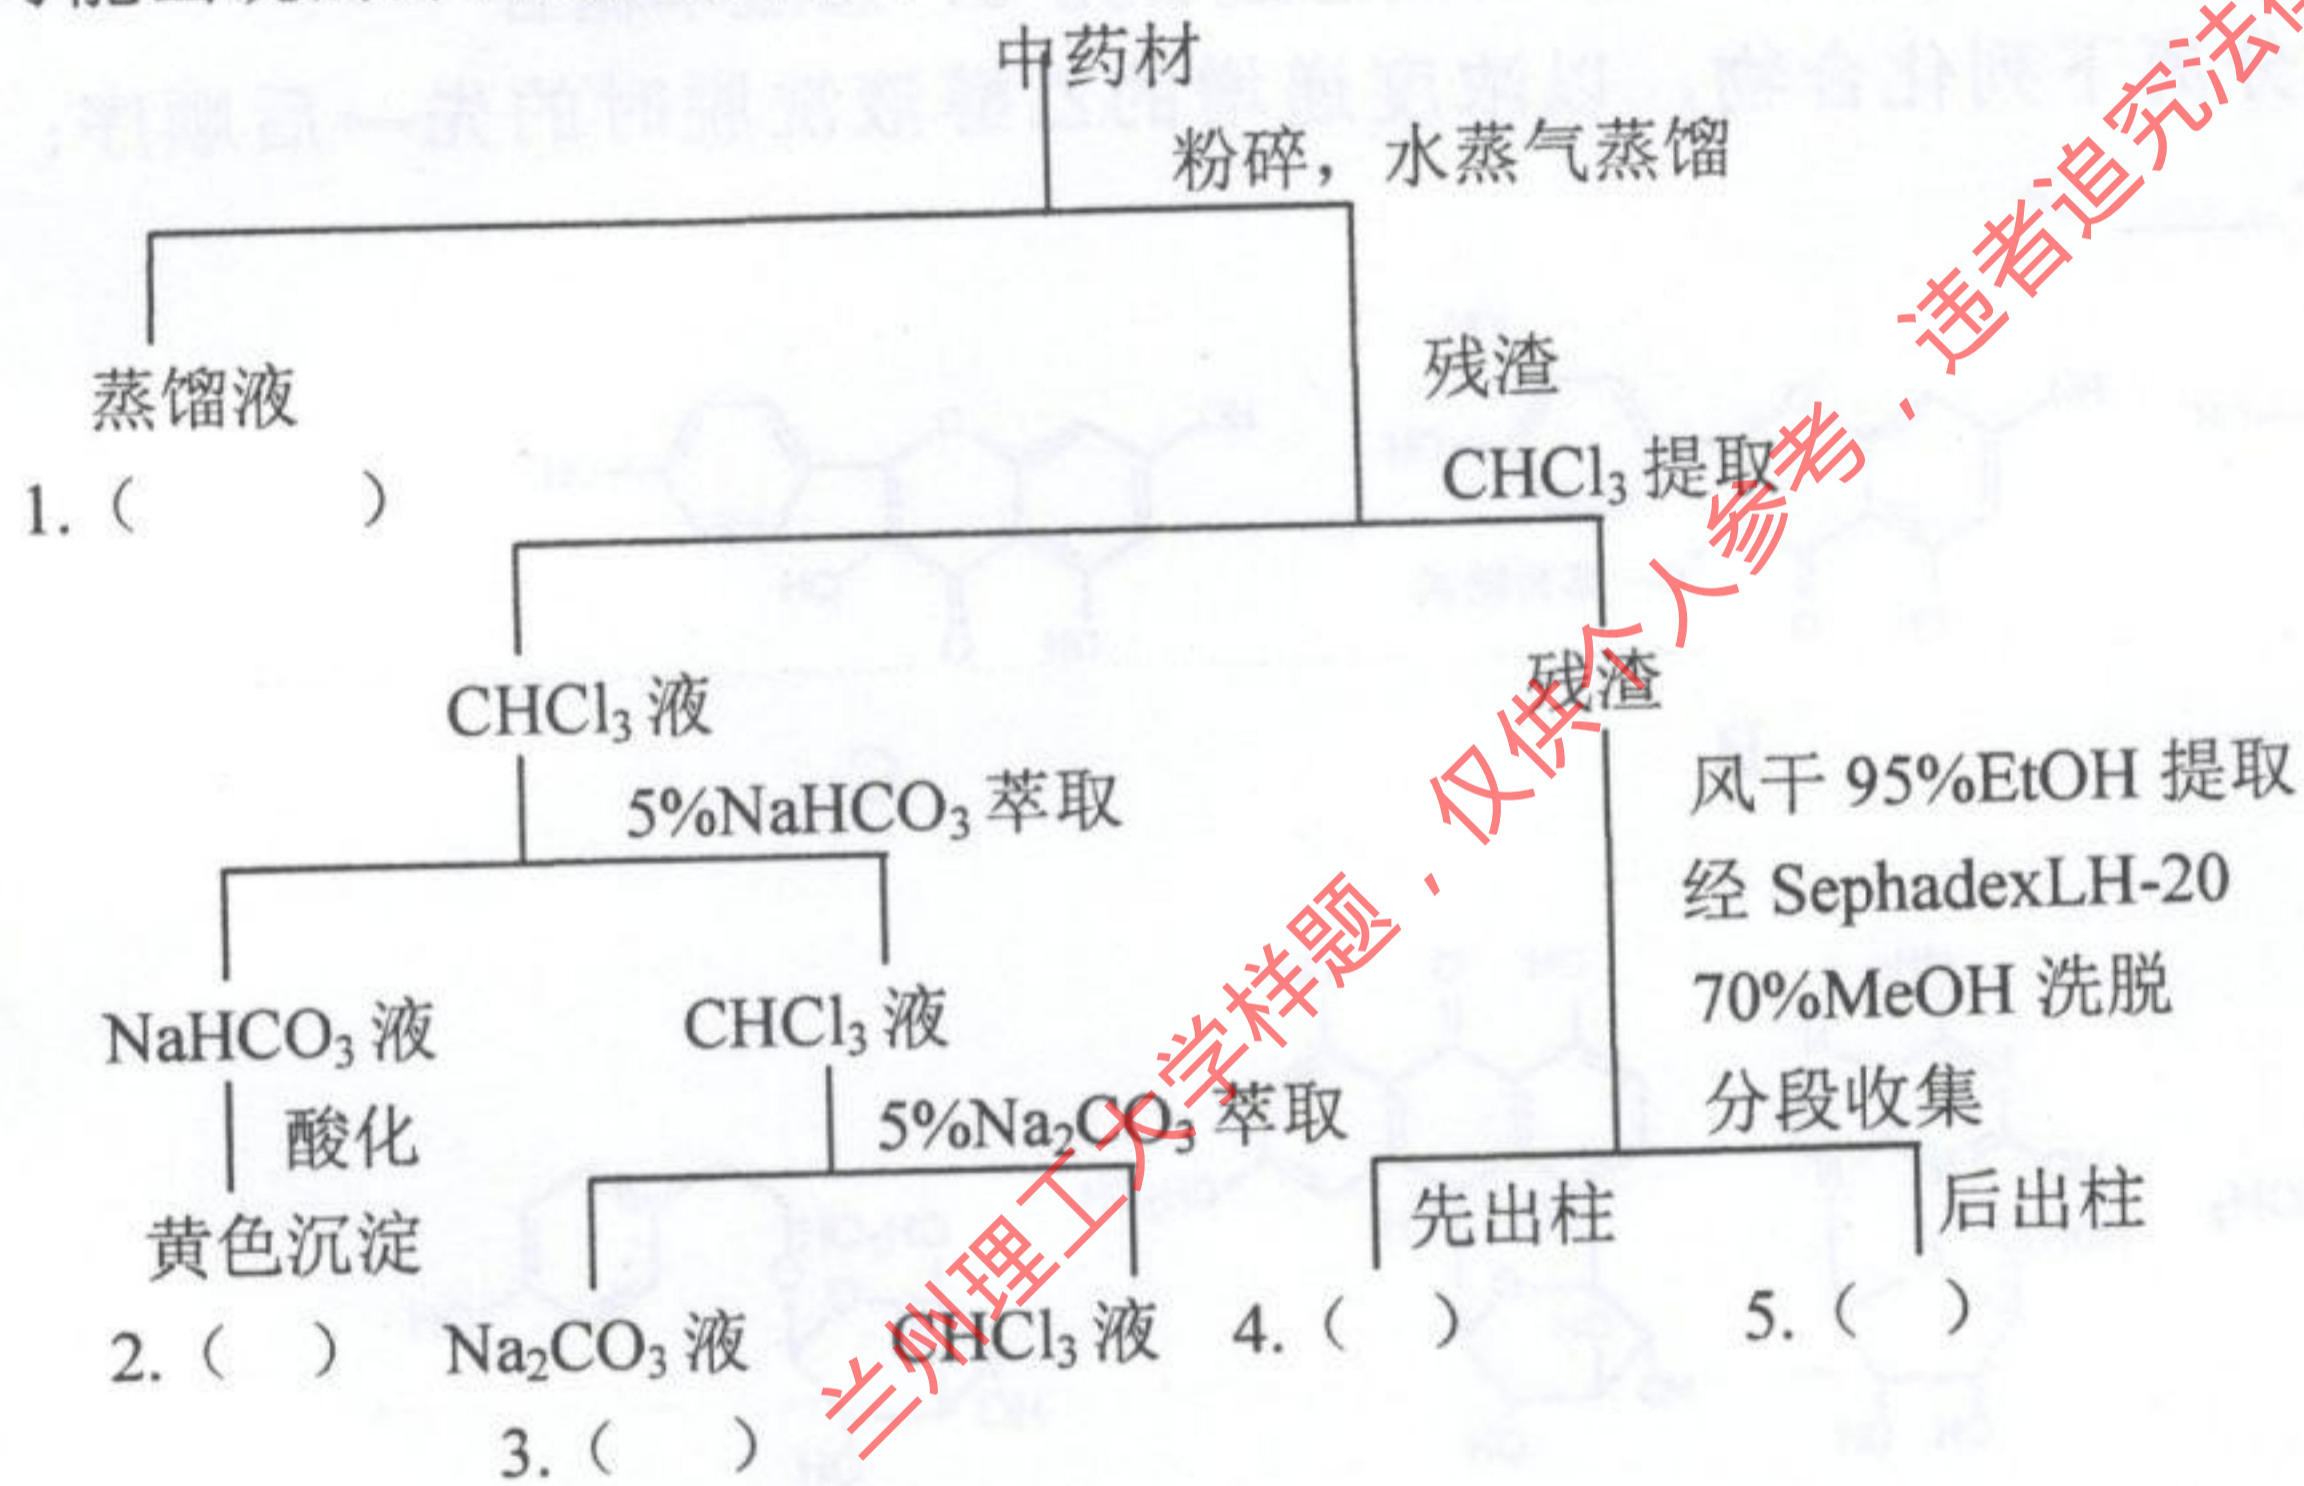 中药材
粉碎，水蒸气蒸馏
蒸馏液
残渣
CHCl₃提取
1.（ ）
CHCl₃液
残渣
5%NaHCO₃萃取
风干 95%EtOH 提取
经 SephadexLH-20
70%MeOH 洗脱
分段收集
NaHCO₃液
CHCl₃液
酸化
5%Na₂CO₃萃取
黄色沉淀
先出柱
后出柱
2.（ ）
Na₂CO₃液
CHCl₃液
4.（ ）
5.（ ）
3.（ ）
兰州理工大学样题，仅供个人参考，违者追究法律